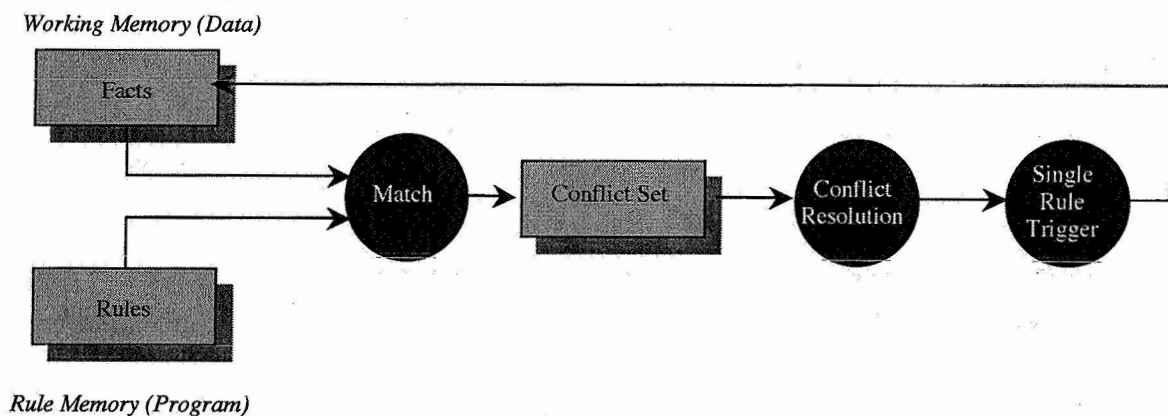 Working Memory (Data)
Facts
Match
Conflict Set
Conflict
Resolution
Single
Rule
Trigger
Rules
Rule Memory (Program)